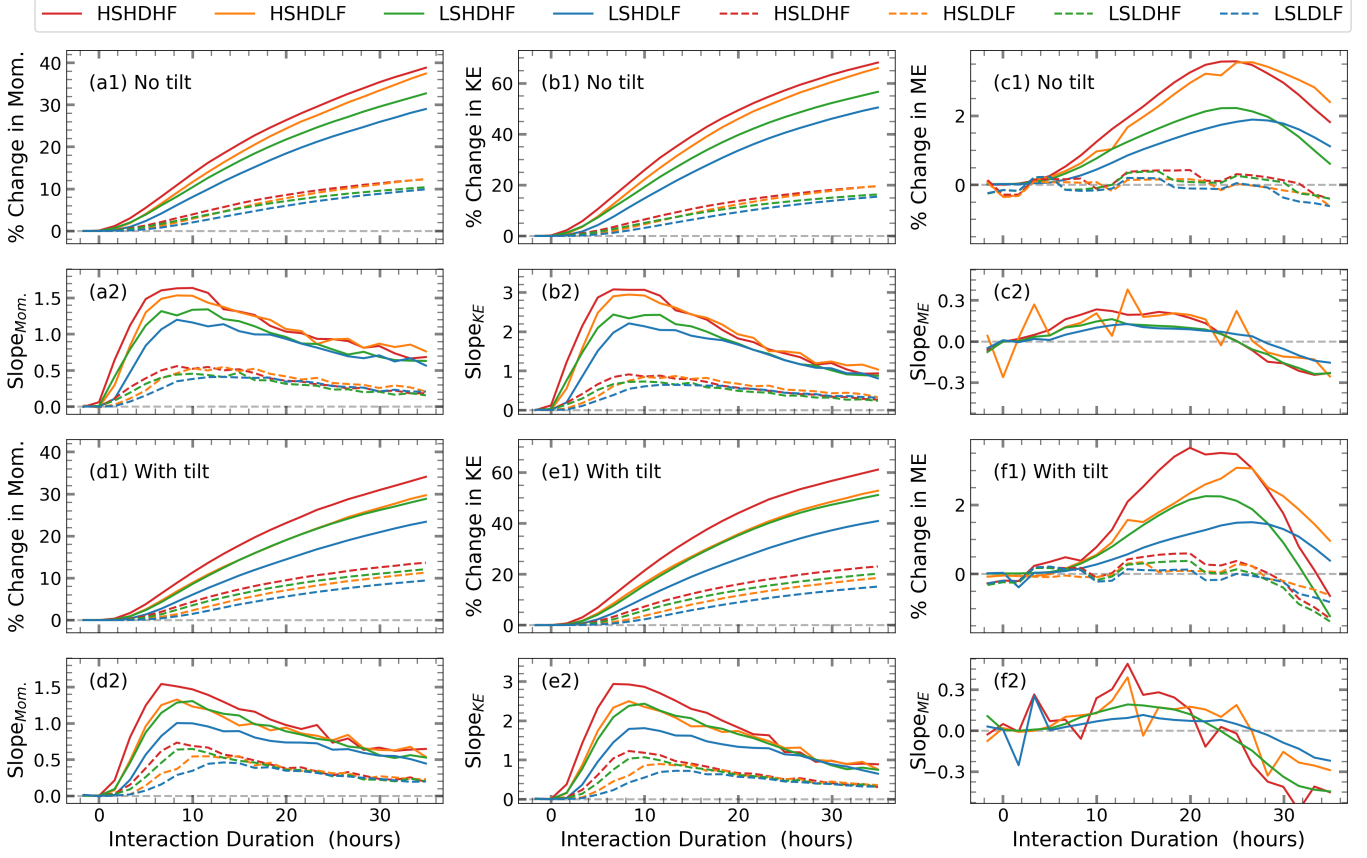 HSHDHF HSHDLF LSHDHF LSHDLF HSLDHF HSLDLF LSLDHF LSLDLF
% Change in Mom.
40
30
20
10
0
(a1) No tilt
% Change in KE
60
40
20
0
(b1) No tilt
% Change in ME
2
0
(c1) No tilt
Slope_Mom.
1.5
1.0
0.5
0.0
(a2)
Slope_KE
3
2
1
0
(b2)
Slope_ME
0.3
0.0
−0.3
(c2)
% Change in Mom.
40
30
20
10
0
(d1) With tilt
% Change in KE
60
40
20
0
(e1) With tilt
% Change in ME
2
0
(f1) With tilt
Slope_Mom.
1.5
1.0
0.5
0.0
(d2)
0 10 20 30
Interaction Duration (hours)
Slope_KE
3
2
1
0
(e2)
0 10 20 30
Interaction Duration (hours)
Slope_ME
0.3
0.0
−0.3
(f2)
0 10 20 30
Interaction Duration (hours)